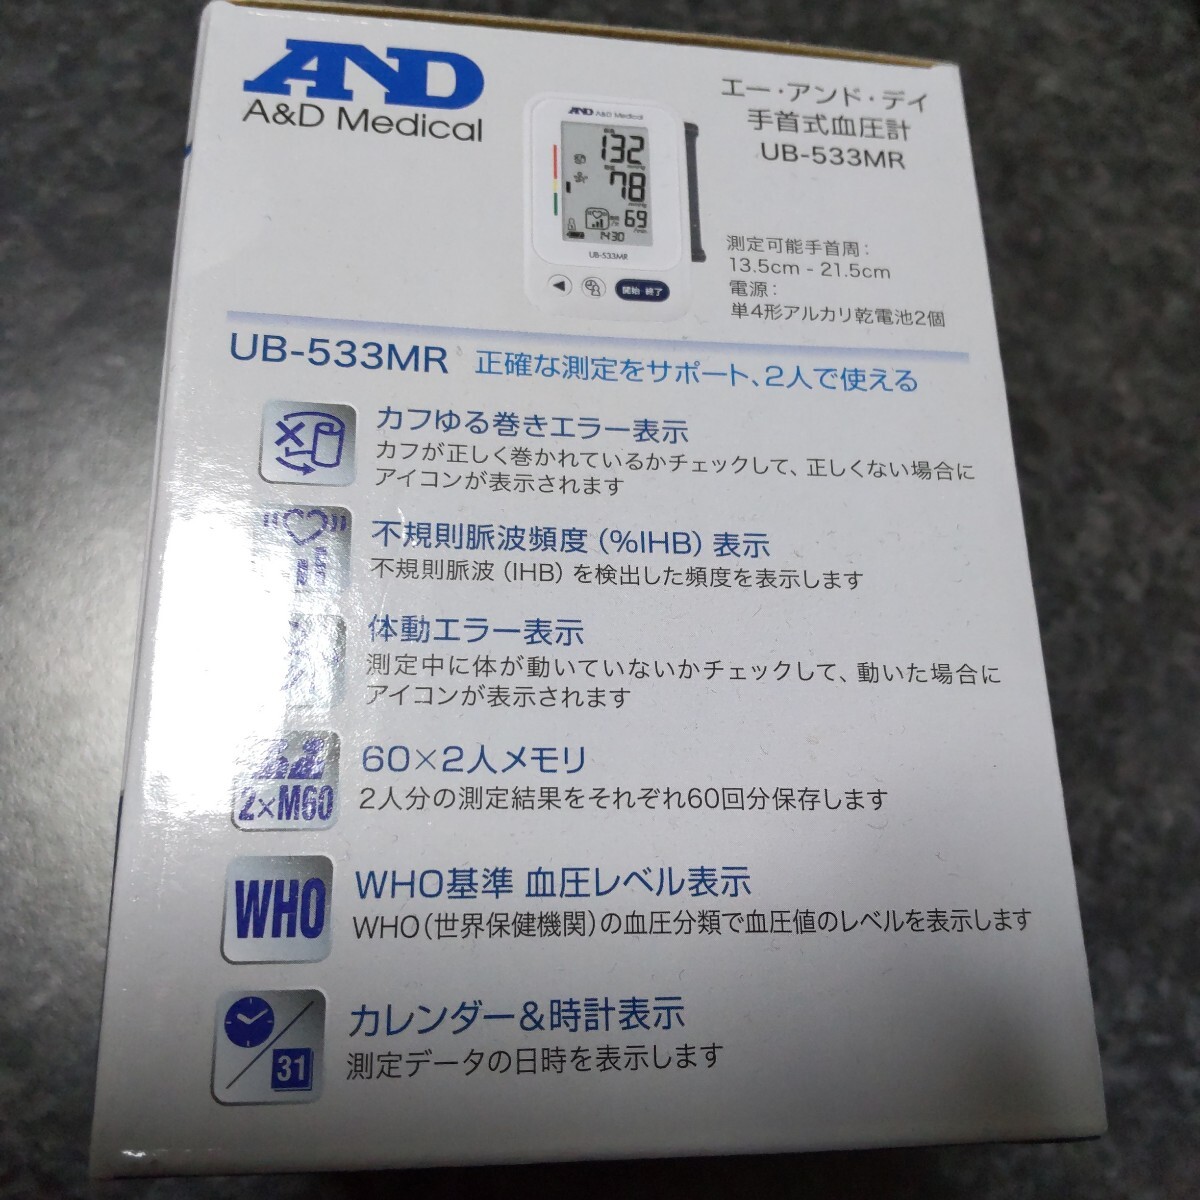 AND
A&D Medical
エー・アンド・デイ
手首式血圧計
UB-533MR
AND A&D Medical
132
78
69
7430
UB-533MR
開始 終了
測定可能手首周：
13.5cm - 21.5cm
電源：
単4形アルカリ乾電池2個
UB-533MR 正確な測定をサポート、2人で使える
カフゆる巻きエラー表示
カフが正しく巻かれているかチェックして、正しくない場合に
アイコンが表示されます
不規則脈波頻度（%IHB）表示
不規則脈波（IHB）を検出した頻度を表示します
体動エラー表示
測定中に体が動いていないかチェックして、動いた場合に
アイコンが表示されます
2×M60
60×2人メモリ
2人分の測定結果をそれぞれ60回分保存します
WHO
WHO基準 血圧レベル表示
WHO（世界保健機関）の血圧分類で血圧値のレベルを表示します
31
カレンダー＆時計表示
測定データの日時を表示します